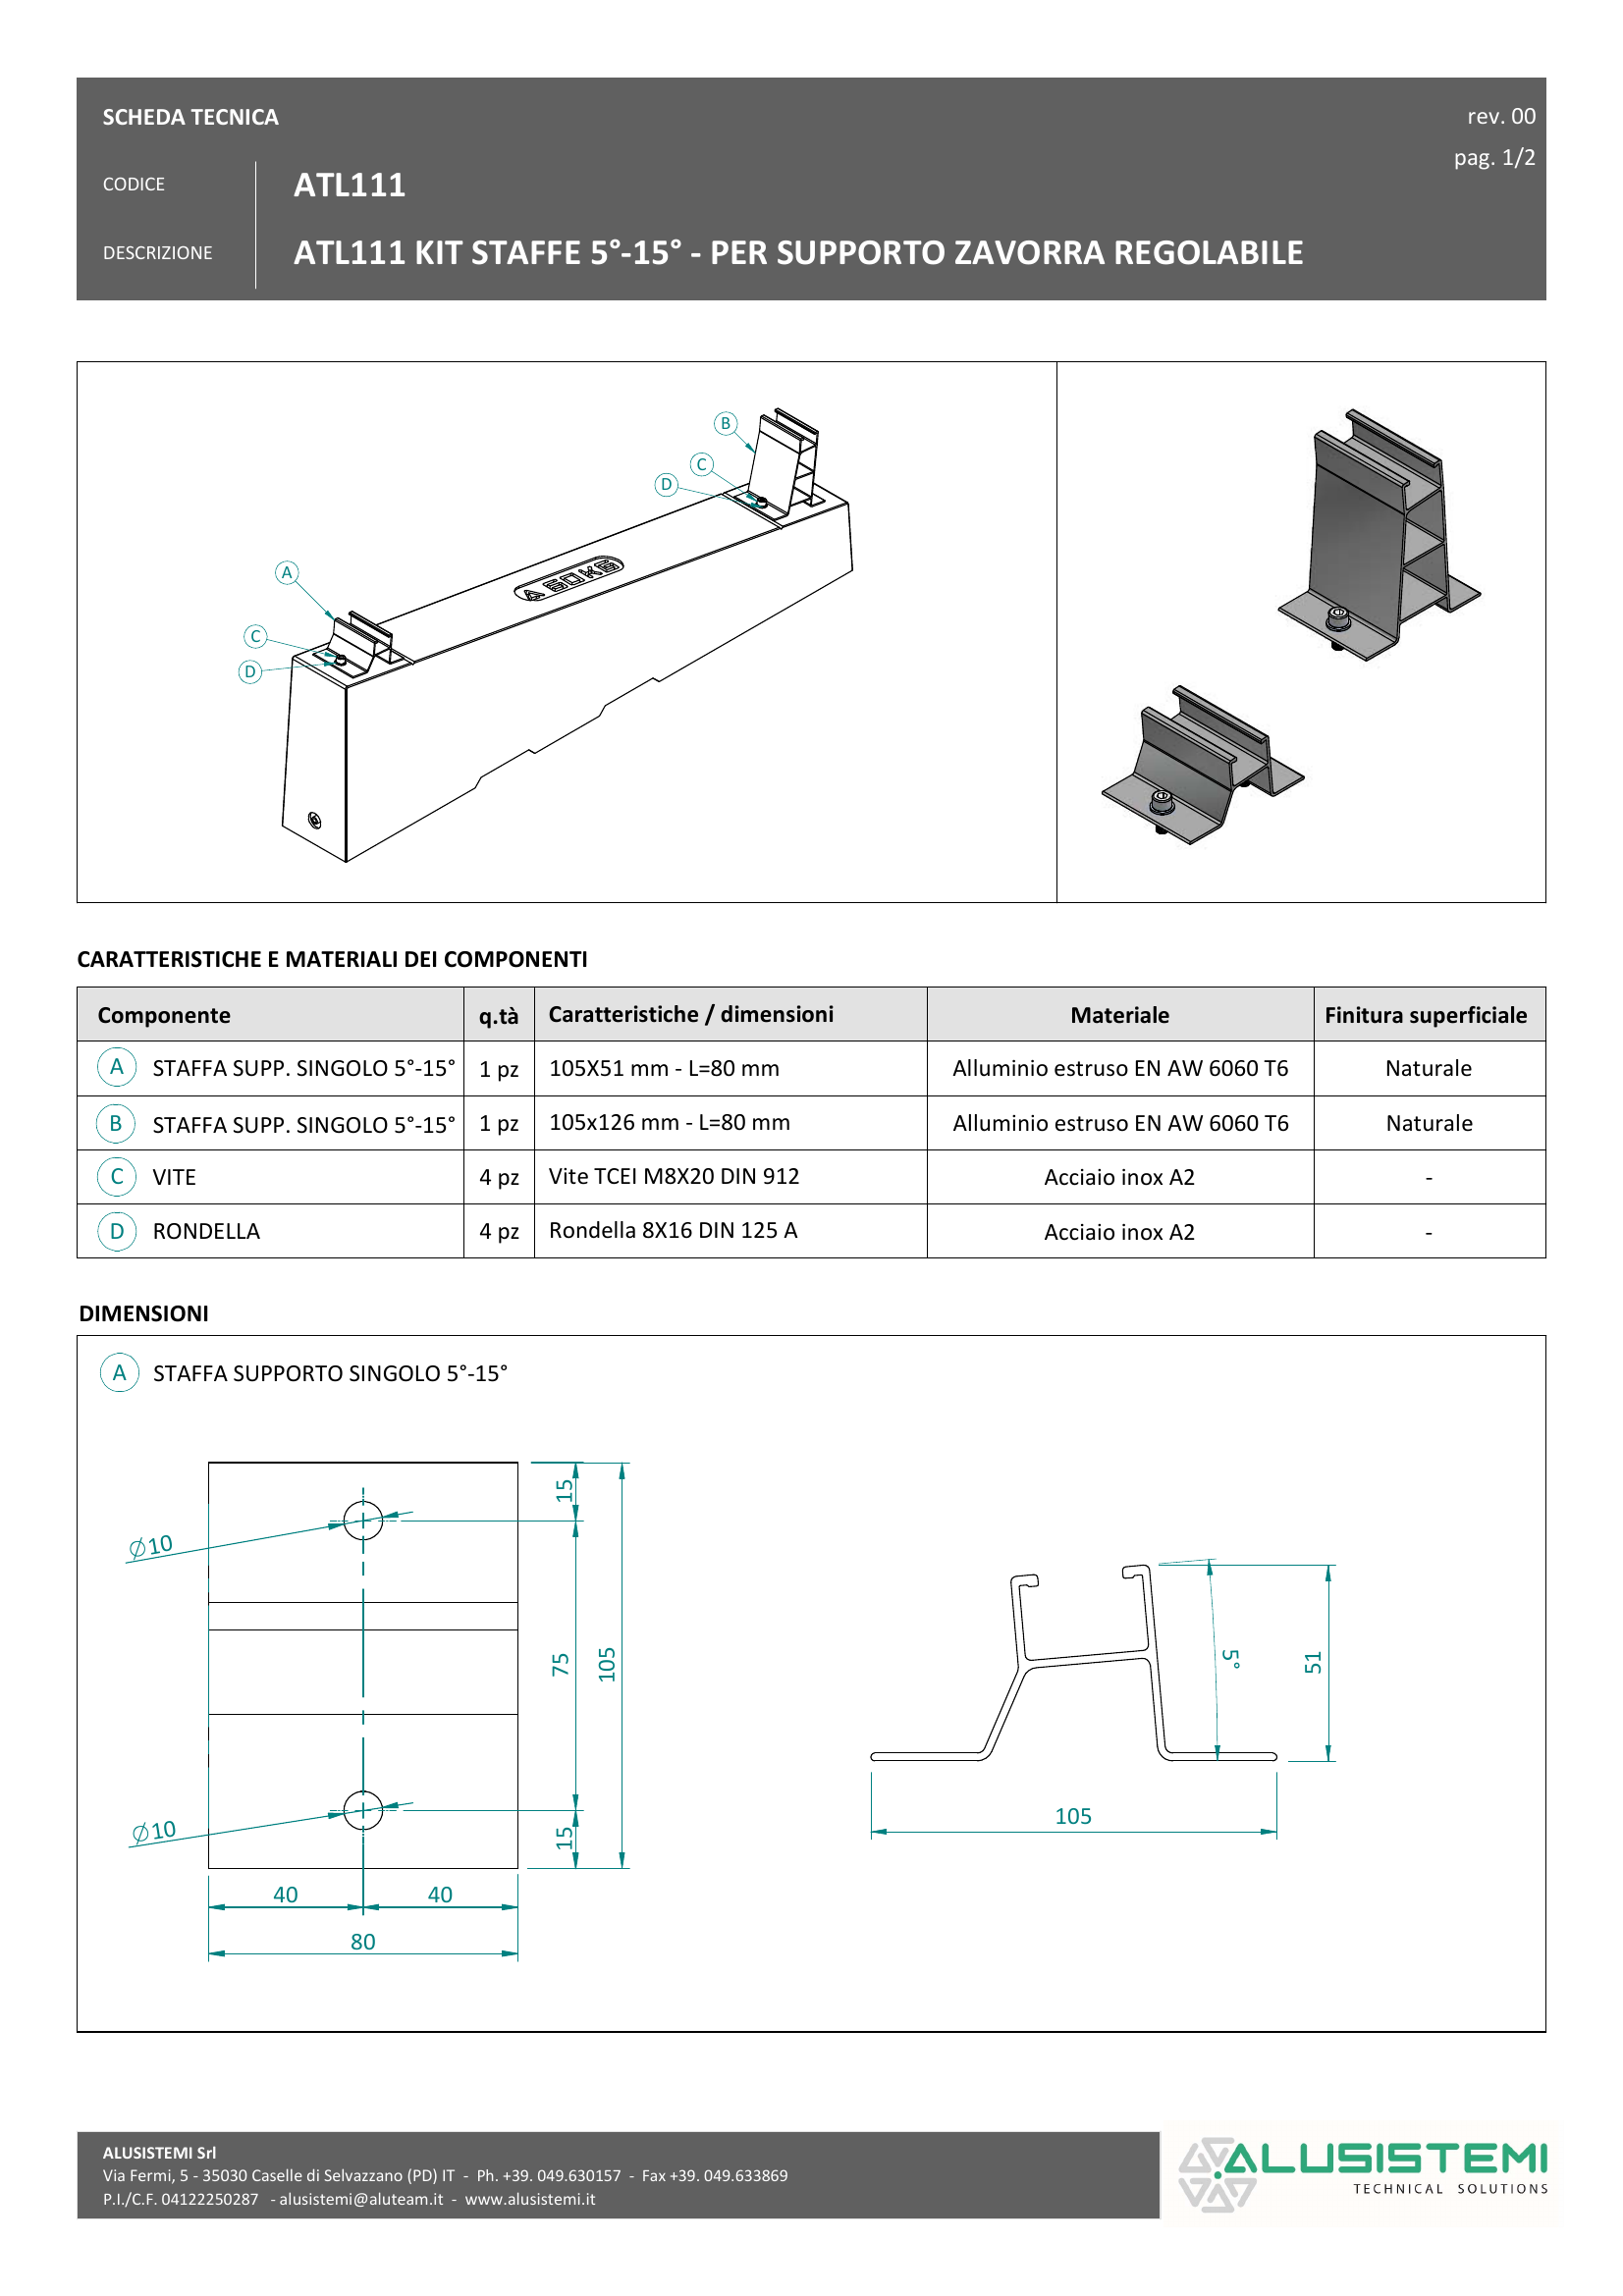 SCHEDA TECNICA
rev. 00
pag. 1/2
CODICE
ATL111
DESCRIZIONE
ATL111 KIT STAFFE 5°-15° - PER SUPPORTO ZAVORRA REGOLABILE
B
C
D
A
C
D
A 60KG
CARATTERISTICHE E MATERIALI DEI COMPONENTI
Componente q.tà Caratteristiche / dimensioni Materiale Finitura superficiale
A STAFFA SUPP. SINGOLO 5°-15° 1 pz 105X51 mm - L=80 mm Alluminio estruso EN AW 6060 T6 Naturale
B STAFFA SUPP. SINGOLO 5°-15° 1 pz 105x126 mm - L=80 mm Alluminio estruso EN AW 6060 T6 Naturale
C VITE 4 pz Vite TCEI M8X20 DIN 912 Acciaio inox A2 -
D RONDELLA 4 pz Rondella 8X16 DIN 125 A Acciaio inox A2 -
DIMENSIONI
A STAFFA SUPPORTO SINGOLO 5°-15°
15
∅10
75
105
5°
51
105
∅10
15
40 40
80
ALUSISTEMI Srl
Via Fermi, 5 - 35030 Caselle di Selvazzano (PD) IT - Ph. +39. 049.630157 - Fax +39. 049.633869
P.I./C.F. 04122250287 - alusistemi@aluteam.it - www.alusistemi.it
ALUSISTEMI
TECHNICAL SOLUTIONS